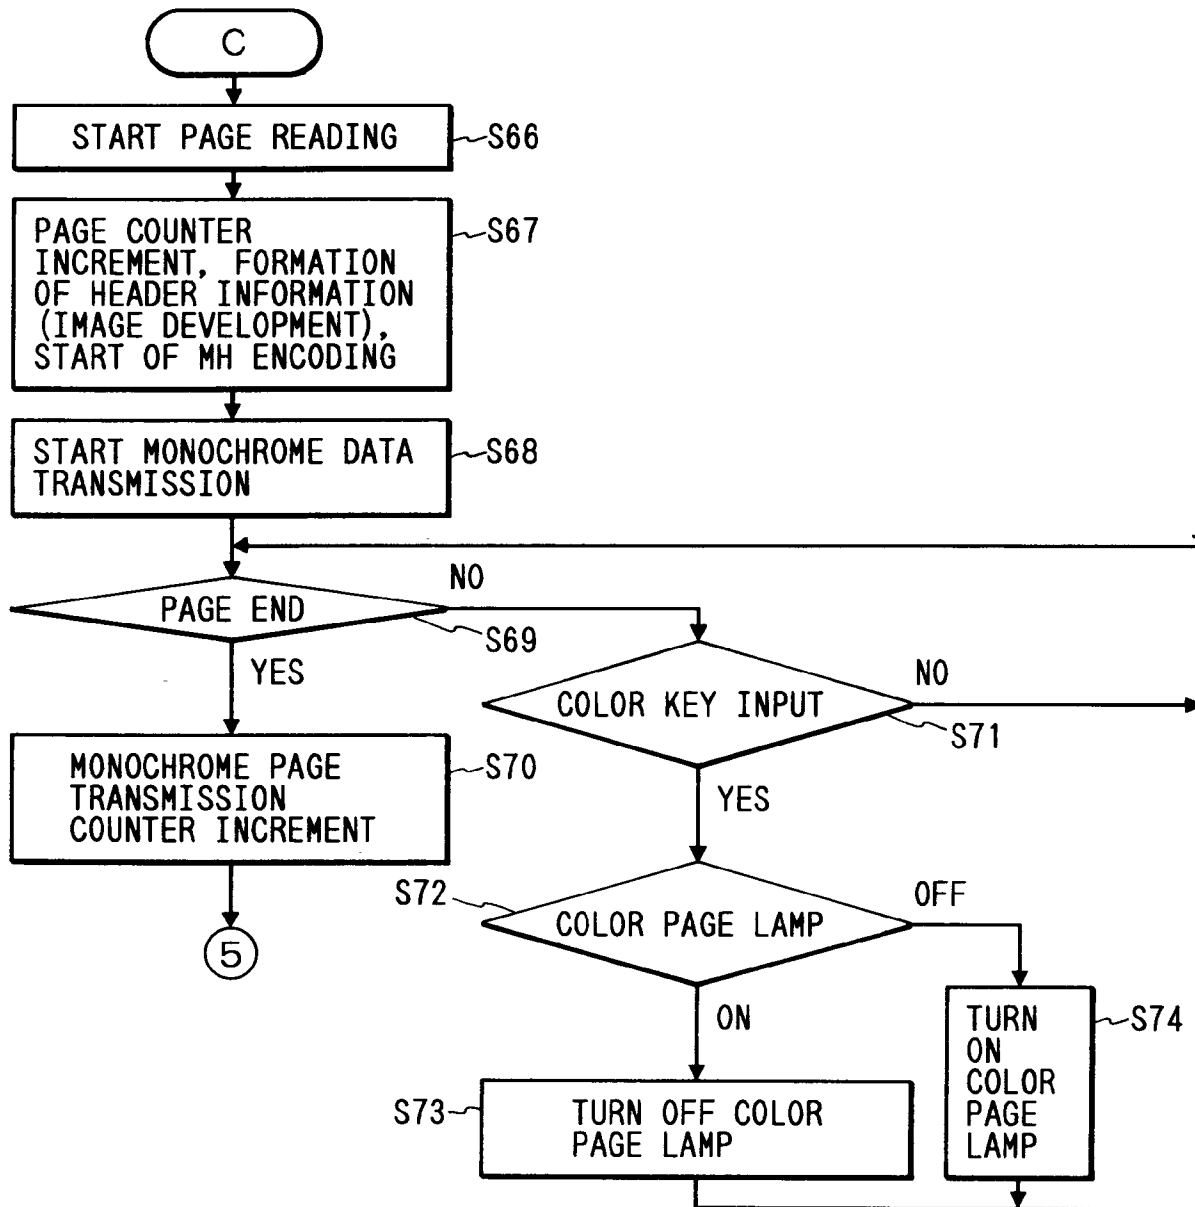 C
START PAGE READING
S66
PAGE COUNTER
INCREMENT, FORMATION
OF HEADER INFORMATION
(IMAGE DEVELOPMENT),
START OF MH ENCODING
S67
START MONOCHROME DATA
TRANSMISSION
S68
PAGE END
NO
S69
YES
COLOR KEY INPUT
NO
S71
MONOCHROME PAGE
TRANSMISSION
COUNTER INCREMENT
S70
YES
5
S72
COLOR PAGE LAMP
OFF
ON
S73
TURN OFF COLOR
PAGE LAMP
TURN
ON
COLOR
PAGE
LAMP
S74